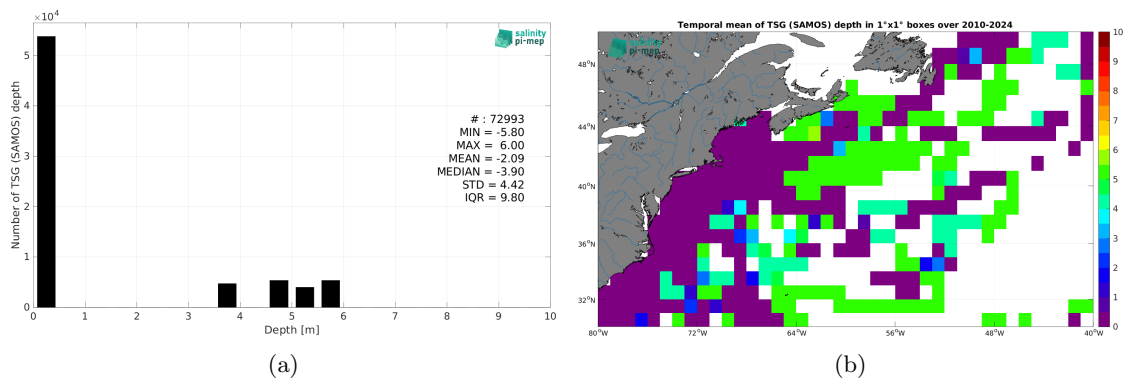 ×10⁴
salinity
pi-mep
Number of TSG (SAMOS) depth
5
4
3
2
1
0
# : 72993
MIN = -5.80
MAX = 6.00
MEAN = -2.09
MEDIAN = -3.90
STD = 4.42
IQR = 9.80
0 1 2 3 4 5 6 7 8 9 10
Depth [m]
(a)
Temporal mean of TSG (SAMOS) depth in 1°x1° boxes over 2010-2024
salinity
pi-mep
48°N
44°N
40°N
36°N
32°N
80°W 72°W 64°W 56°W 48°W 40°W
10
9
8
7
6
5
4
3
2
1
0
(b)